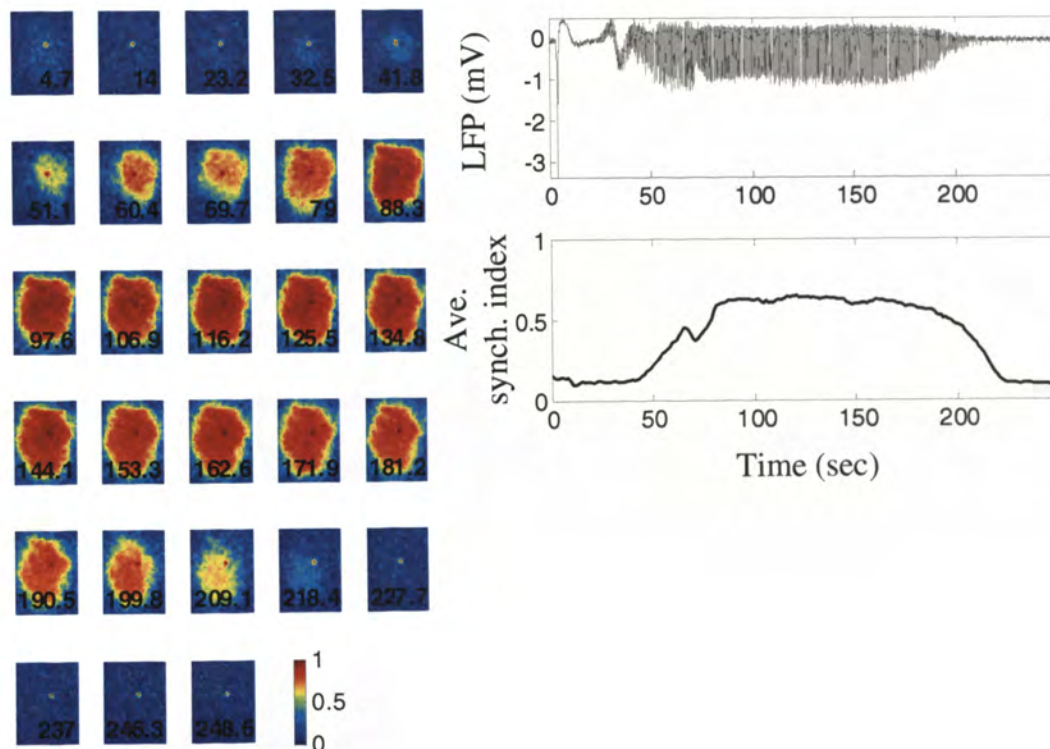 4.7 14 23.2 32.5 41.8
51.1 60.4 69.7 79 88.3
97.6 106.9 116.2 125.5 134.8
144.1 153.3 162.6 171.9 181.2
190.5 199.8 209.1 218.4 227.7
237 246.3 248.6
1
0.5
0
LFP (mV)
0
-1
-2
-3
0 50 100 150 200
Ave.
synch. index
1
0.5
0
0 50 100 150 200
Time (sec)